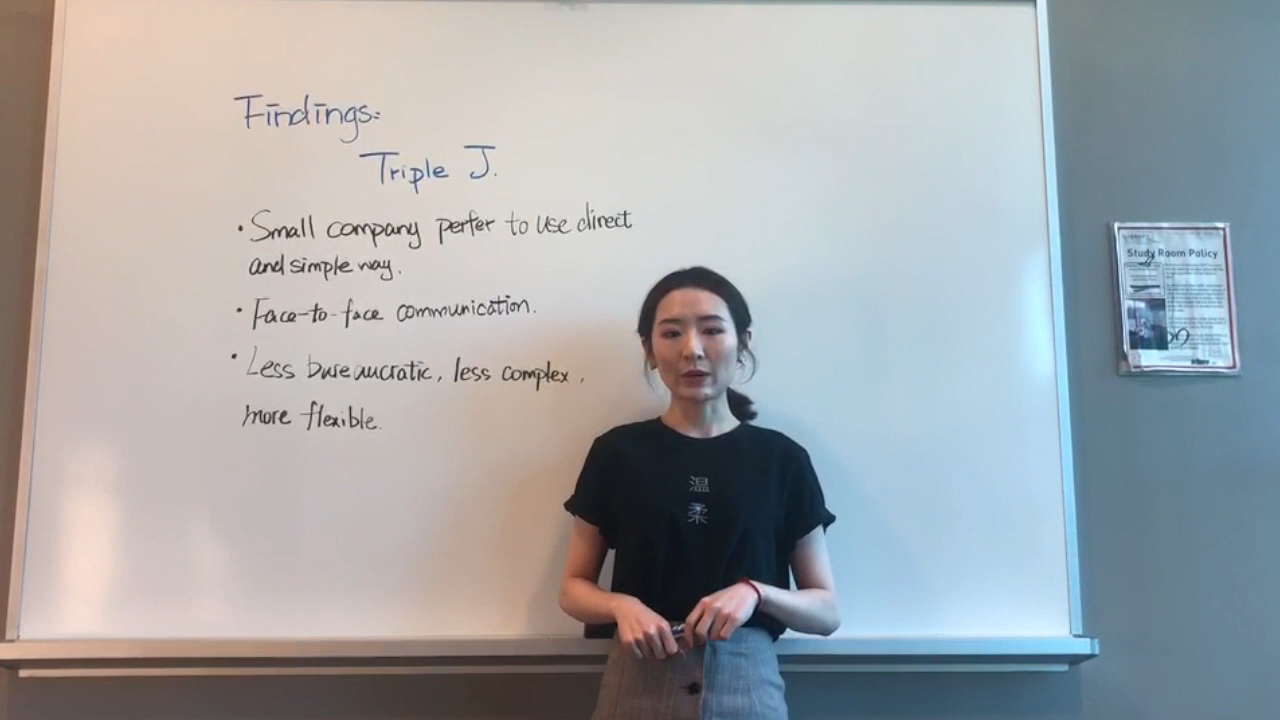 Findings:
Triple J.
• Small company perfer to use direct
and simple way.
• Face-to-face communication.
• Less bureaucratic, less complex,
more flexible.
温
柔
Study Room Policy